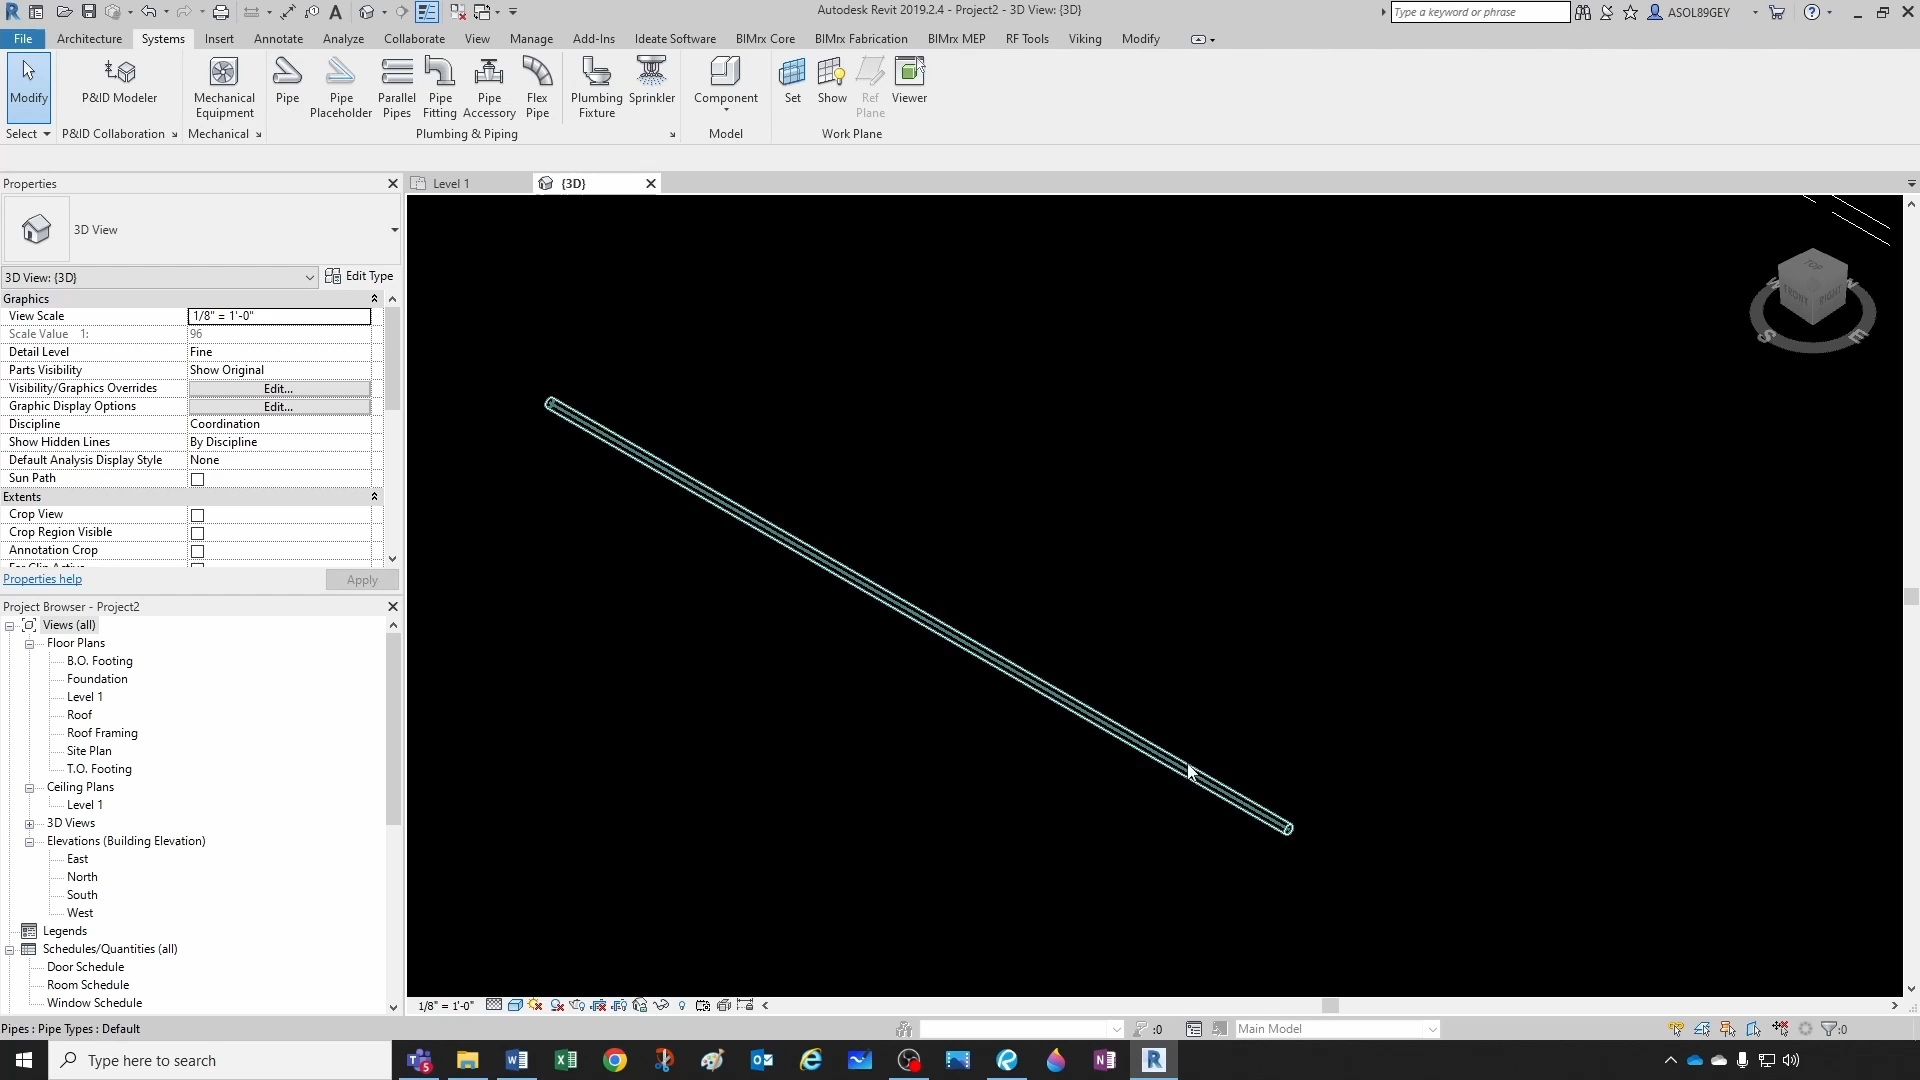 Autodesk Revit 2019.2.4 - Project2 - 3D View: {3D}
Type a keyword or phrase
ASOL89GEY
File Architecture Systems Insert Annotate Analyze Collaborate View Manage Add-Ins Ideate Software BIMrx Core BIMrx Fabrication BIMrx MEP RF Tools Viking Modify
Modify
P&ID Modeler
Mechanical Equipment
Pipe
Pipe Placeholder
Parallel Pipes
Pipe Fitting
Pipe Accessory
Flex Pipe
Plumbing Fixture
Sprinkler
Component
Set
Show
Ref Plane
Viewer
Select P&ID Collaboration Mechanical Plumbing & Piping Model Work Plane
Properties
Level 1
{3D}
3D View
3D View: {3D}
Edit Type
Graphics
View Scale 1/8" = 1'-0"
Scale Value 1: 96
Detail Level Fine
Parts Visibility Show Original
Visibility/Graphics Overrides Edit...
Graphic Display Options Edit...
Discipline Coordination
Show Hidden Lines By Discipline
Default Analysis Display Style None
Sun Path
Extents
Crop View
Crop Region Visible
Annotation Crop
Properties help
Apply
Project Browser - Project2
Views (all)
Floor Plans
B.O. Footing
Foundation
Level 1
Roof
Roof Framing
Site Plan
T.O. Footing
Ceiling Plans
Level 1
3D Views
Elevations (Building Elevation)
East
North
South
West
Legends
Schedules/Quantities (all)
Door Schedule
Room Schedule
Window Schedule
TOP
FRONT
RIGHT
S
E
1/8" = 1'-0"
Pipes : Pipe Types : Default
:0
Main Model
:0
Type here to search